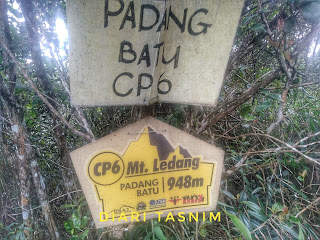 PADANG
BATU
CP6
CP6 Mt. Ledang
PADANG
BATU 948m
DIARI TASNIM